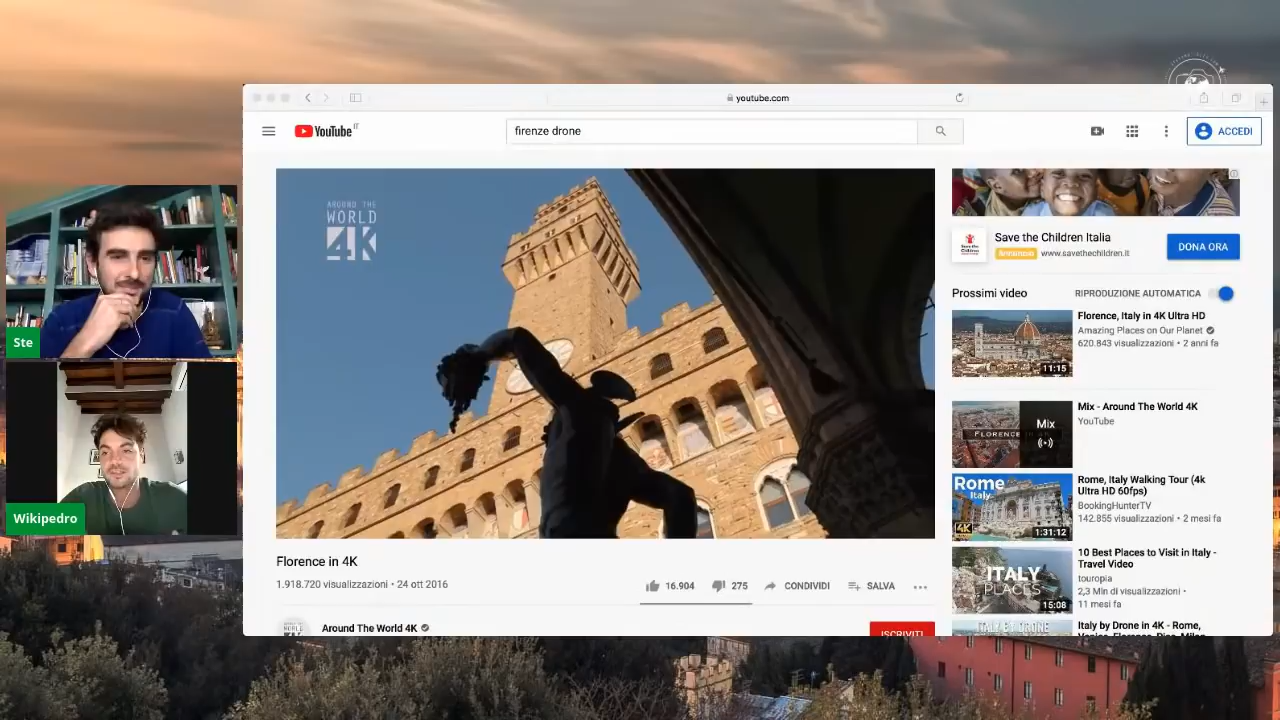 youtube.com
YouTube IT
firenze drone
ACCEDI
AROUND THE
WORLD
4K
Save the Children Italia
Annuncio www.savethechildren.it
DONA ORA
Prossimi video
RIPRODUZIONE AUTOMATICA
Florence, Italy in 4K Ultra HD
Amazing Places on Our Planet
620.843 visualizzazioni • 2 anni fa
11:15
Mix - Around The World 4K
YouTube
Mix
FLORENCE IN 4K
Rome, Italy Walking Tour (4k
Ultra HD 60fps)
BookingHunterTV
142.855 visualizzazioni • 2 mesi fa
Rome
Italy
4K
1:31:12
10 Best Places to Visit in Italy -
Travel Video
touropia
2,3 Min di visualizzazioni •
11 mesi fa
ITALY
PLACES
15:08
Italy by Drone in 4K - Rome,
Ste
Wikipedro
Florence in 4K
1.918.720 visualizzazioni • 24 ott 2016
16.904
275
CONDIVIDI
SALVA
Around The World 4K
ISCRIVITI